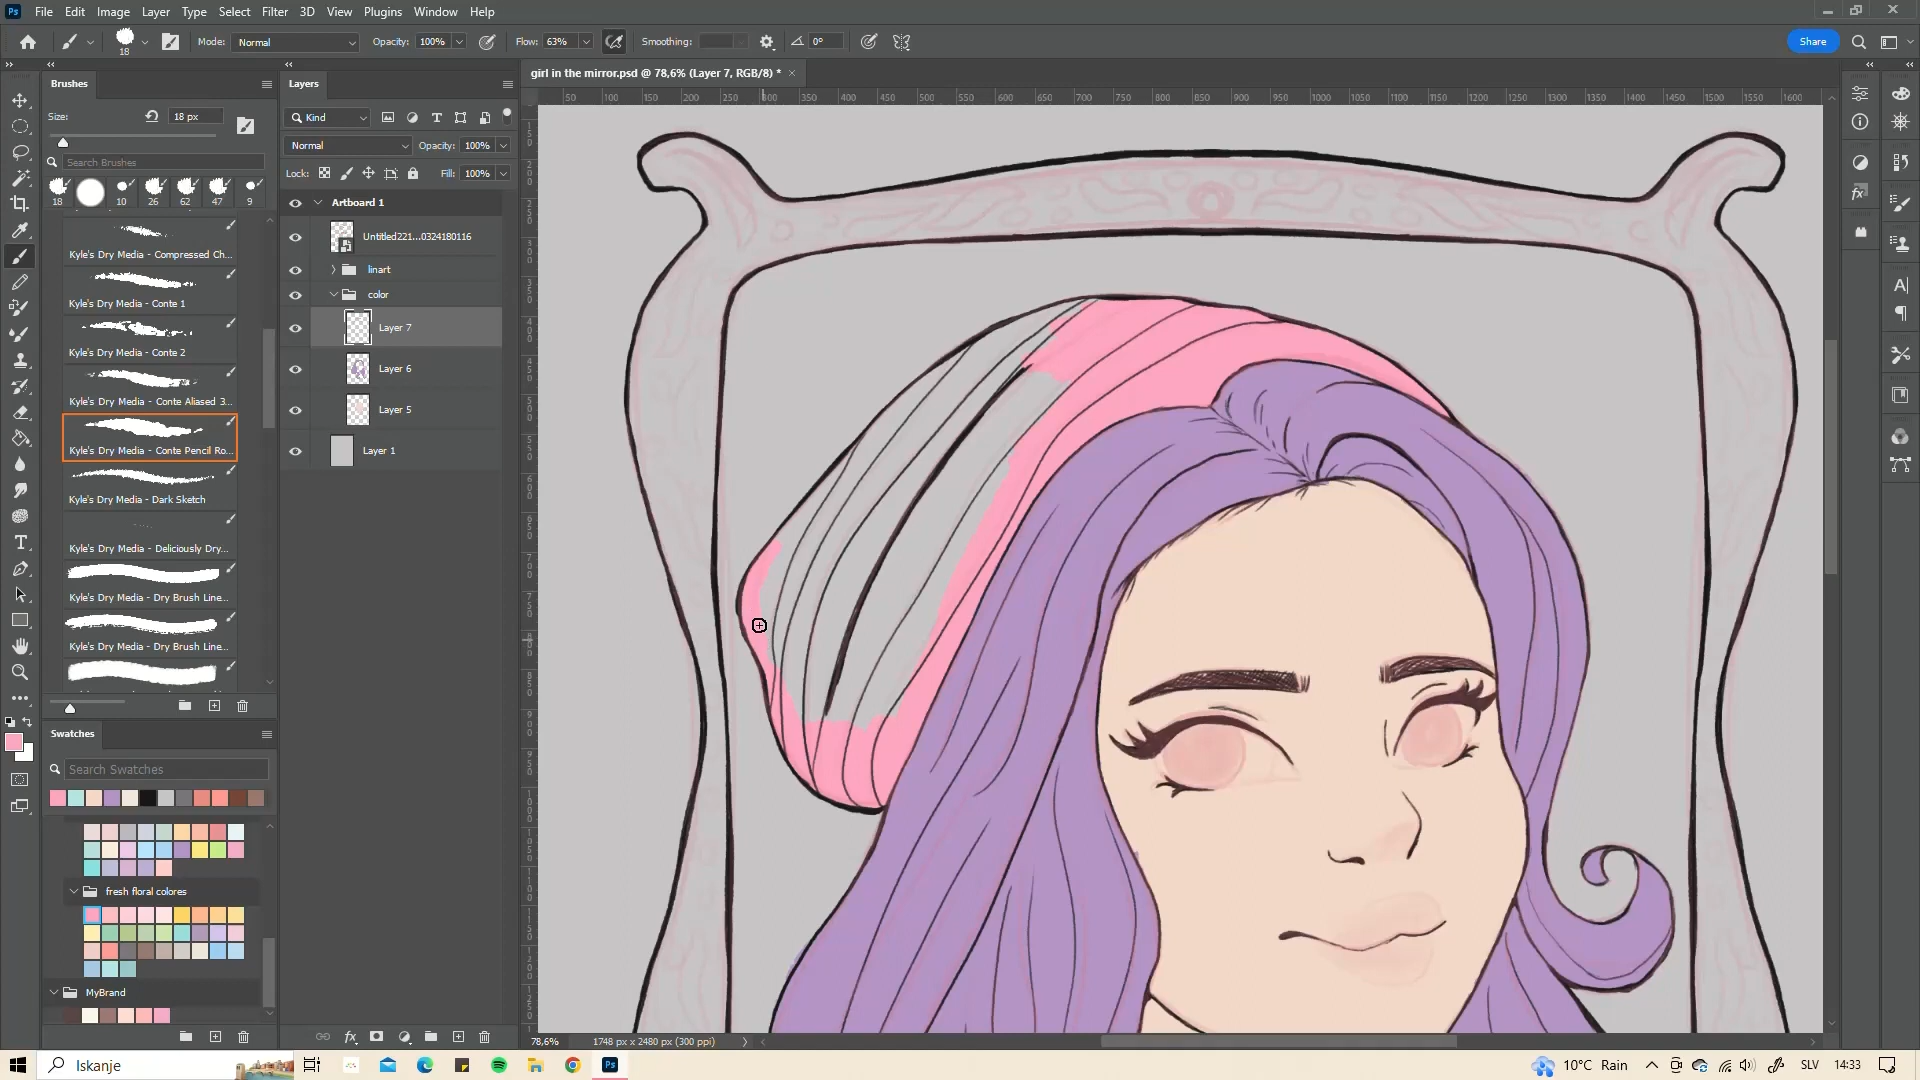 Ps File Edit Image Layer Type Select Filter 3D View Plugins Window Help
18 Mode: Normal Opacity: 100% Flow: 63% Smoothing: 0° Share
Brushes
Size: 18 px
Search Brushes
18 10 26 62 47 9
Kyle's Dry Media - Compressed Ch...
Kyle's Dry Media - Conte 1
Kyle's Dry Media - Conte 2
Kyle's Dry Media - Conte Aliased 3...
Kyle's Dry Media - Conte Pencil Ro...
Kyle's Dry Media - Dark Sketch
Kyle's Dry Media - Deliciously Dry...
Kyle's Dry Media - Dry Brush Line...
Kyle's Dry Media - Dry Brush Line...
Swatches
Search Swatches
fresh floral colores
MyBrand
Layers
Kind
Normal Opacity: 100%
Lock: Fill: 100%
Artboard 1
Untitled221...0324180116
linart
color
Layer 7
Layer 6
Layer 5
Layer 1
girl in the mirror.psd @ 78,6% (Layer 7, RGB/8) *
50 100 150 200 250 300 350 400 450 500 550 600 650 700 750 800 850 900 950 1000 1050 1100 1150 1200 1250 1300 1350 1400 1450 1500 1550 1600
78,6% 1748 px x 2480 px (300 ppi)
Iskanje
Ps
10°C Rain
SLV
14:33